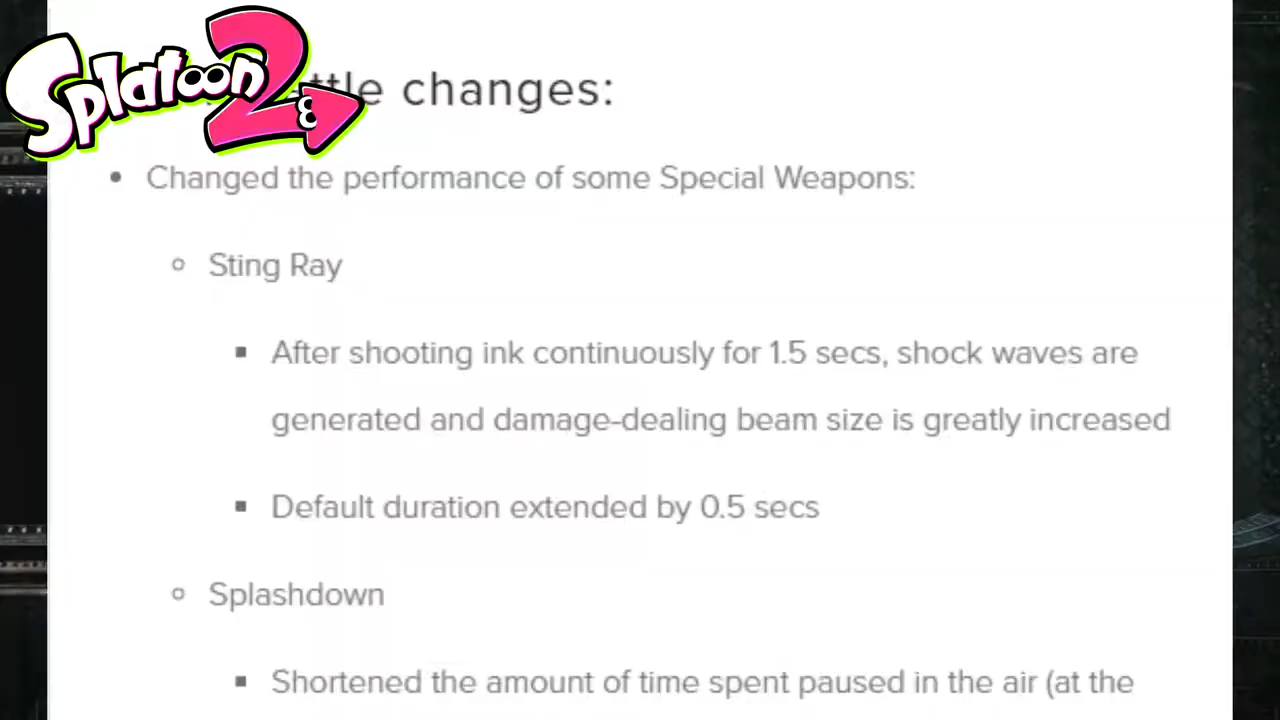 Splatoon 2
changes:
Changed the performance of some Special Weapons:
Sting Ray
After shooting ink continuously for 1.5 secs, shock waves are
generated and damage-dealing beam size is greatly increased
Default duration extended by 0.5 secs
Splashdown
Shortened the amount of time spent paused in the air (at the